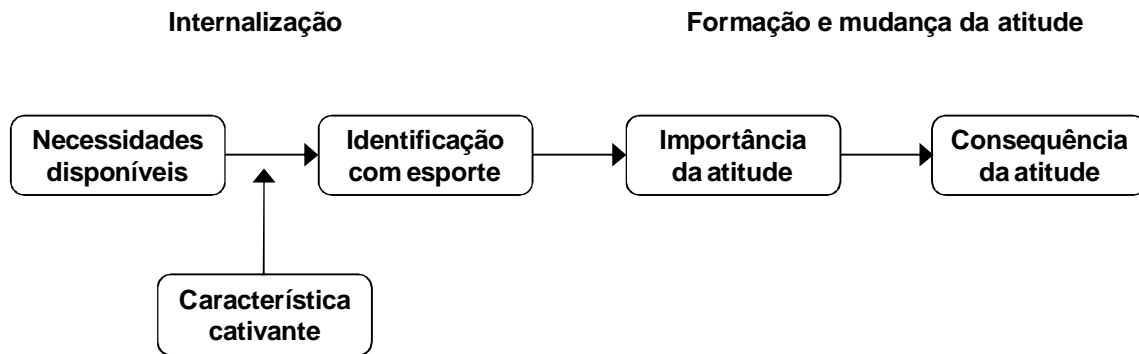 Internalização
Formação e mudança da atitude
Necessidades
disponíveis
Identificação
com esporte
Importância
da atitude
Consequência
da atitude
Característica
cativante